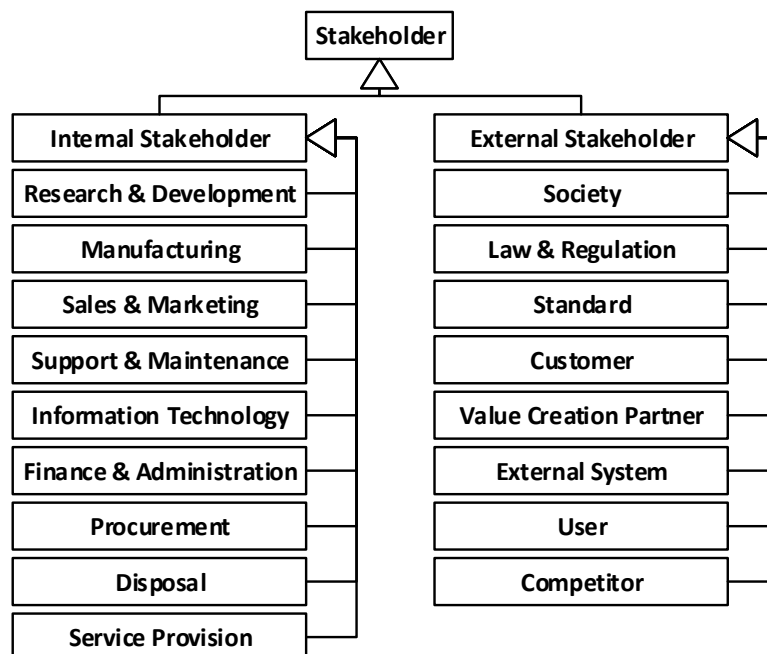 Stakeholder
Internal Stakeholder
Research & Development
Manufacturing
Sales & Marketing
Support & Maintenance
Information Technology
Finance & Administration
Procurement
Disposal
Service Provision
External Stakeholder
Society
Law & Regulation
Standard
Customer
Value Creation Partner
External System
User
Competitor